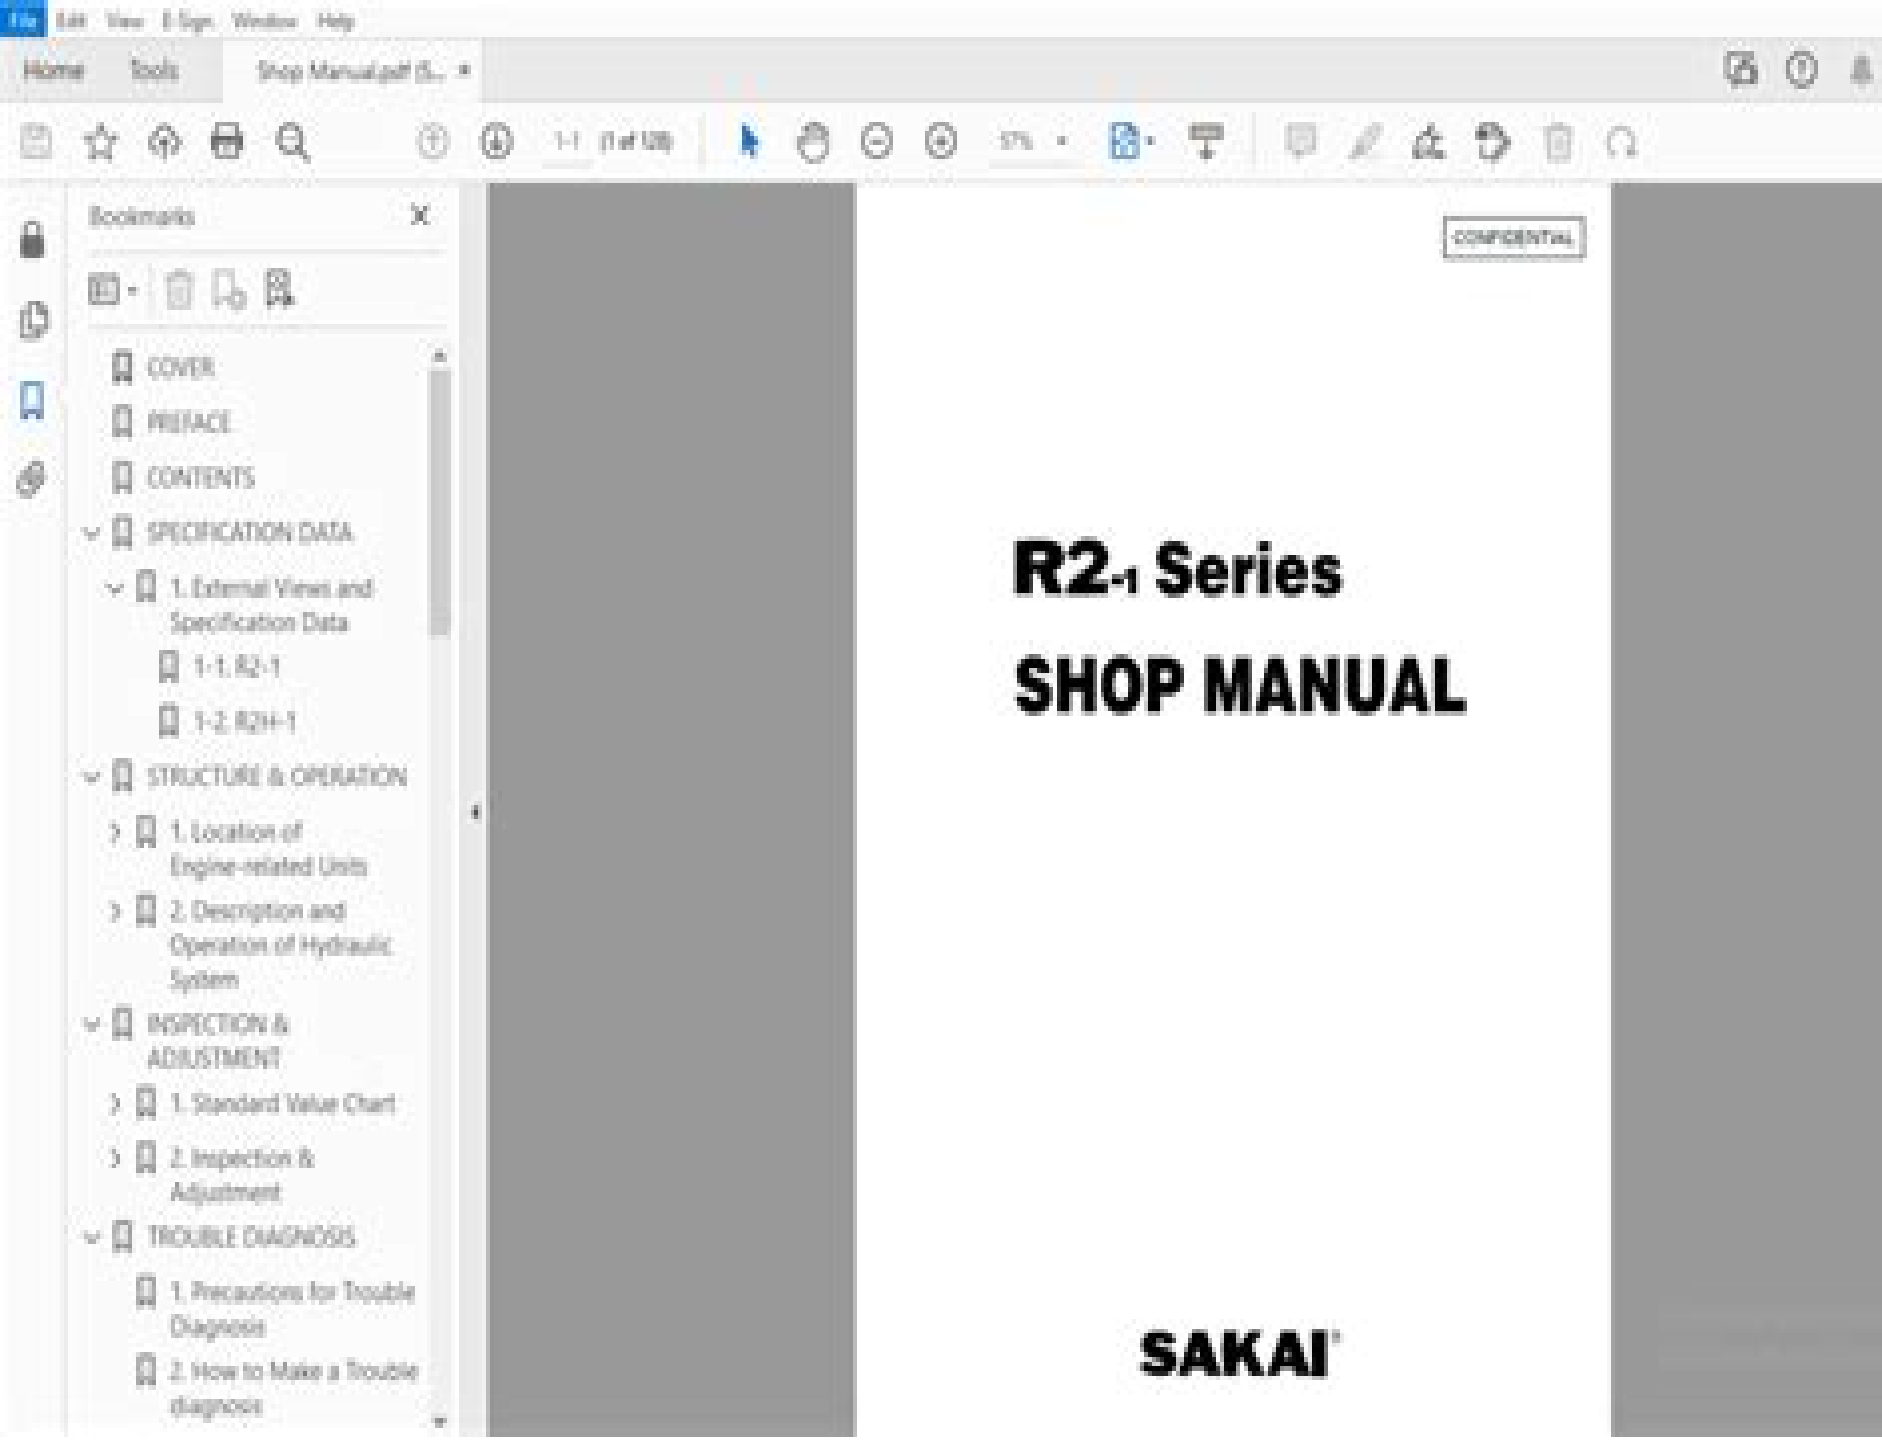 File Edit View E-Sign Window Help
Home Tools Shop Manual.pdf (S...
1-1 (1 of 128) 57%
Bookmarks
CONFIDENTIAL
COVER
PREFACE
CONTENTS
SPECIFICATION DATA
1. External Views and
Specification Data
1-1. R2-1
1-2. R2H-1
STRUCTURE & OPERATION
1. Location of
Engine-related Units
2. Description and
Operation of Hydraulic
System
INSPECTION &
ADJUSTMENT
1. Standard Value Chart
2. Inspection &
Adjustment
TROUBLE DIAGNOSIS
1. Precautions for Trouble
Diagnosis
2. How to Make a Trouble
diagnosis
R2-1 Series
SHOP MANUAL
SAKAI